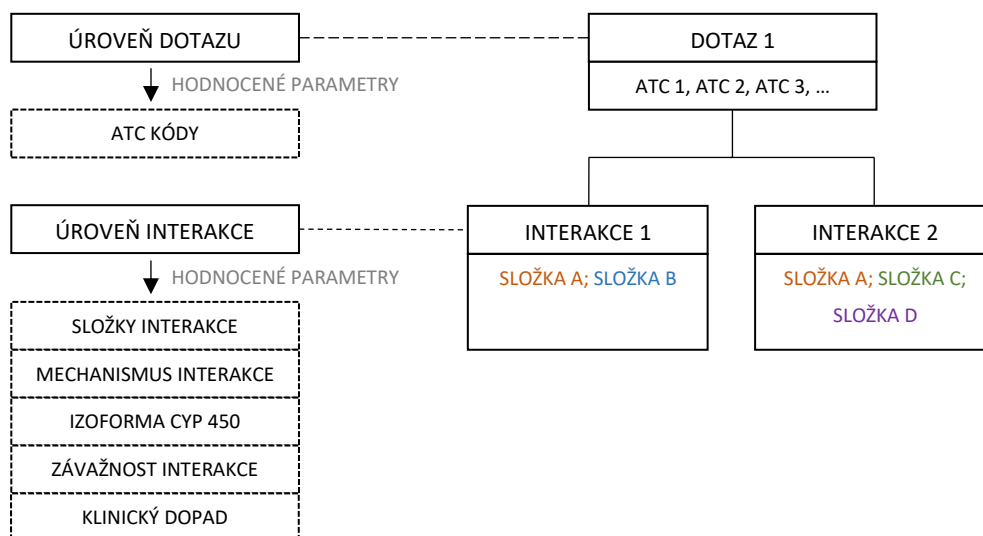 ÚROVEŇ DOTAZU
DOTAZ 1
HODNOCENÉ PARAMETRY
ATC 1, ATC 2, ATC 3, …
ATC KÓDY
ÚROVEŇ INTERAKCE
INTERAKCE 1
INTERAKCE 2
HODNOCENÉ PARAMETRY
SLOŽKA A; SLOŽKA B
SLOŽKA A; SLOŽKA C;
SLOŽKA D
SLOŽKY INTERAKCE
MECHANISMUS INTERAKCE
IZOFORMA CYP 450
ZÁVAŽNOST INTERAKCE
KLINICKÝ DOPAD